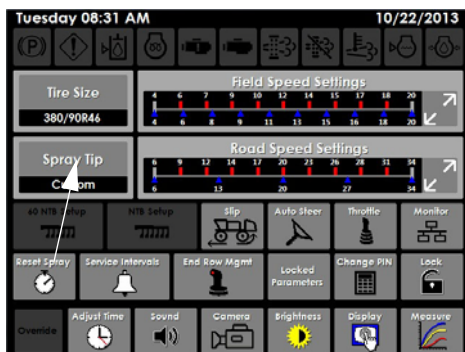 Tuesday 08:31 AM 10/22/2013
(P)
Tire Size
380/90R46
Field Speed Settings
4 6 7 9 10 12 14 15 17 18 20
4 6 8 9 11 13 15 16 18 20
Spray Tip
Custom
Road Speed Settings
6 9 12 14 17 20 23 26 28 31 34
6 13 20 27 34
60 NTB Setup NTB Setup Slip Auto Steer Throttle Monitor
Reset Spray Service Intervals End Row Mgmt Locked Parameters Change PIN Lock
Override Adjust Time Sound Camera Brightness Display Measure